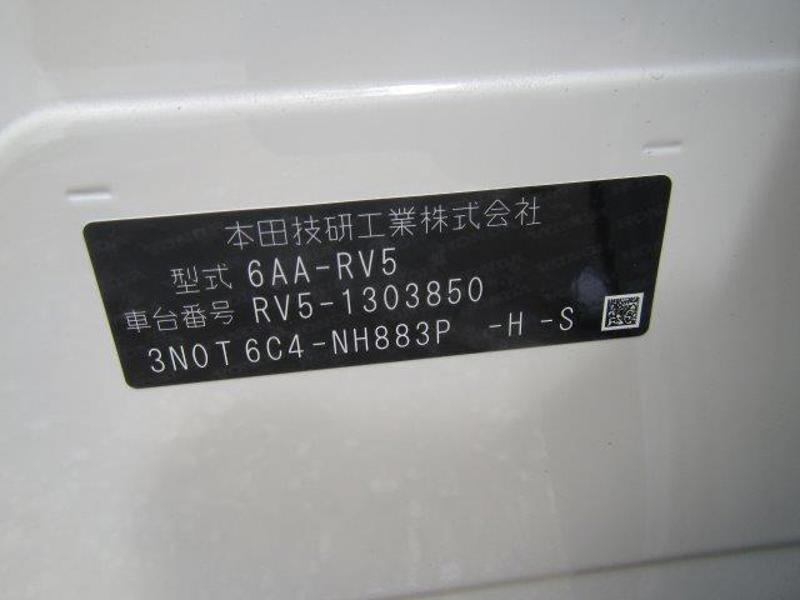 本田技研工業株式会社
型式 6AA-RV5
車台番号 RV5-1303850
3N0T6C4-NH883P -H -S